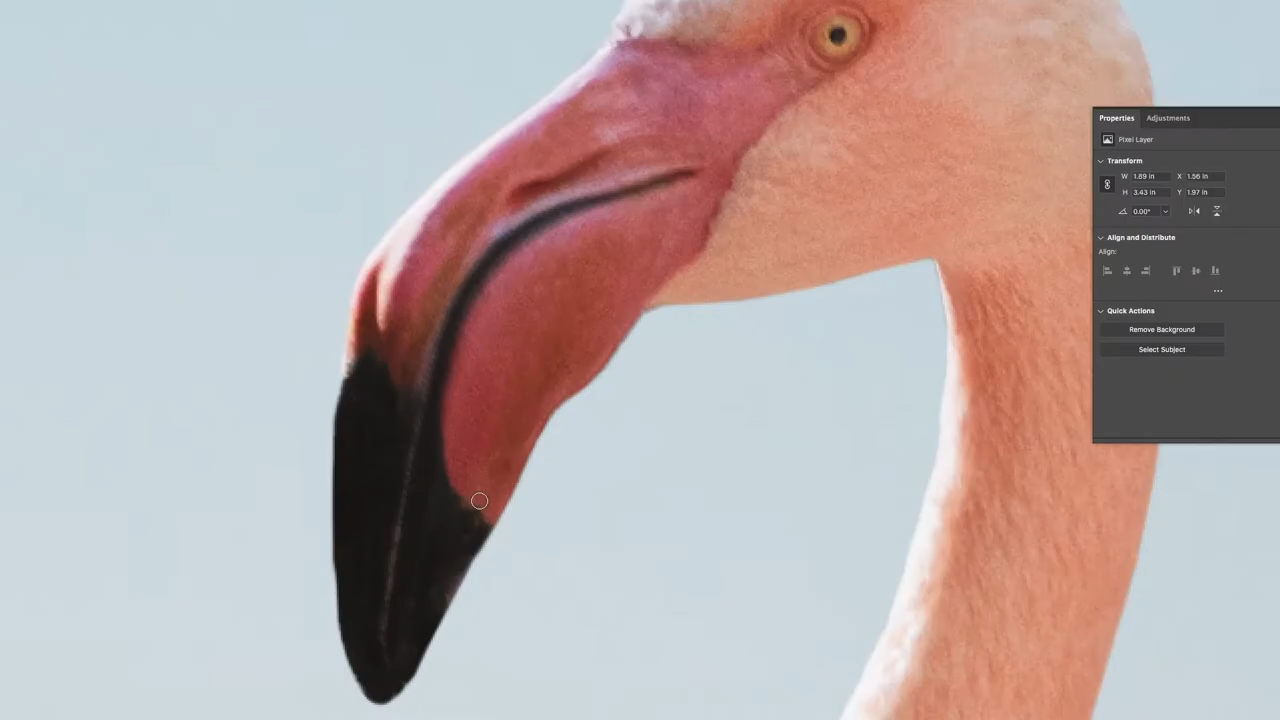 Properties Adjustments
Pixel Layer
Transform
W 1.89 in X 1.56 in
H 3.43 in Y 1.97 in
0.00°
Align and Distribute
Align:
Quick Actions
Remove Background
Select Subject